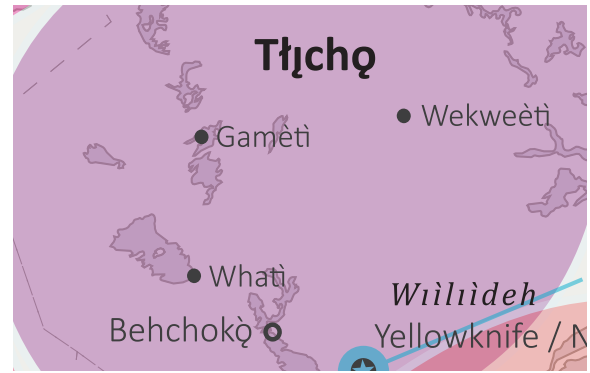 Tłı̨chǫ
Wekweètì
Gamètì
Whatì
Wıìlıìdeh
Behchokǫ̀
Yellowknife / N